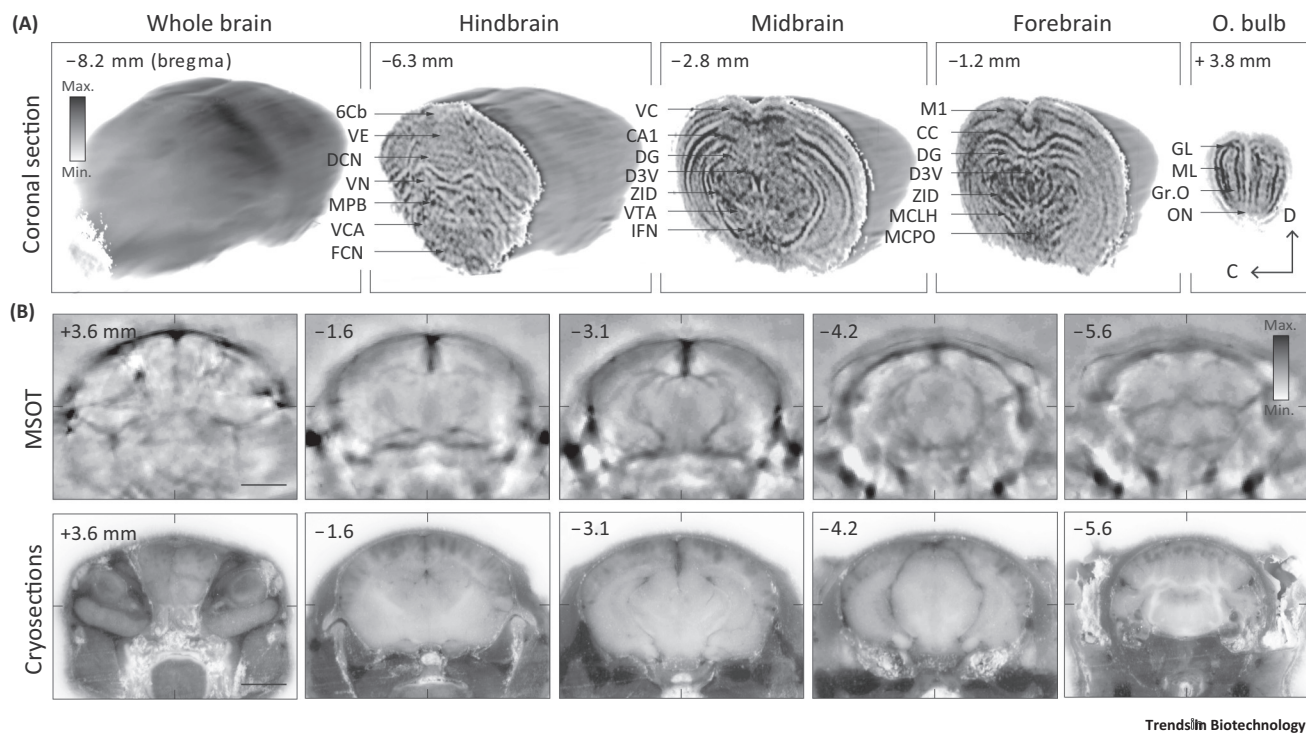 (A)
Whole brain
Hindbrain
Midbrain
Forebrain
O. bulb
Coronal section
−8.2 mm (bregma)
Max.
Min.
−6.3 mm
6Cb
VE
DCN
VN
MPB
VCA
FCN
−2.8 mm
VC
CA1
DG
D3V
ZID
VTA
IFN
−1.2 mm
M1
CC
DG
D3V
ZID
MCLH
MCPO
+ 3.8 mm
GL
ML
Gr.O
ON
D
C
(B)
MSOT
+3.6 mm
−1.6
−3.1
−4.2
−5.6
Max.
Min.
Cryosections
+3.6 mm
−1.6
−3.1
−4.2
−5.6
Trends in Biotechnology